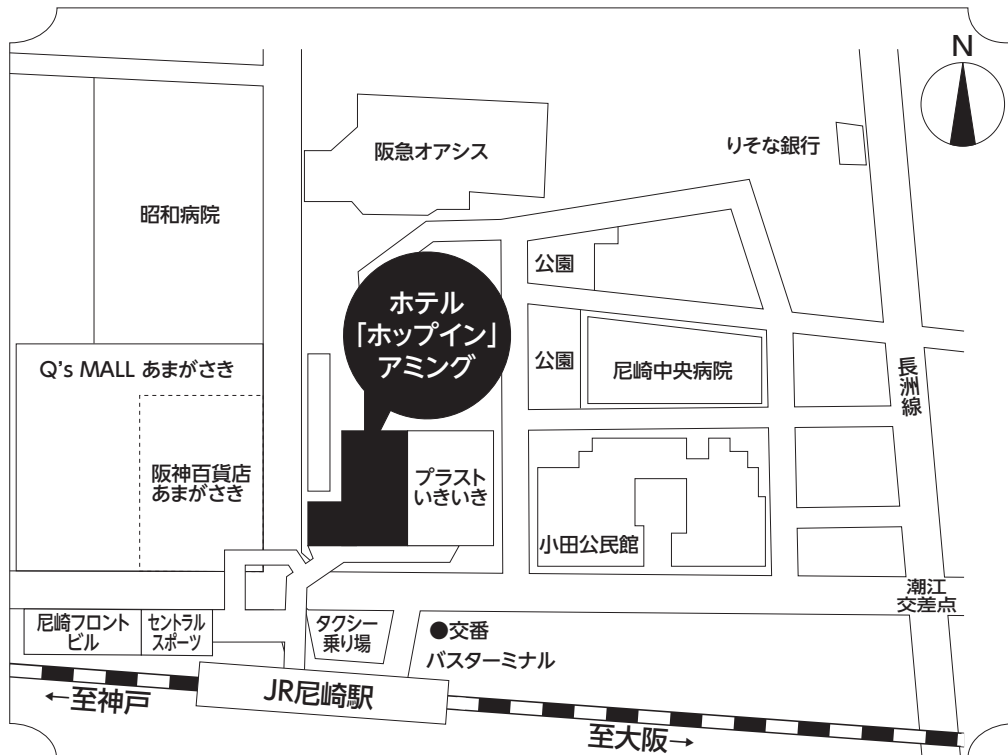 N
阪急オアシス
りそな銀行
昭和病院
公園
ホテル
「ホップイン」
アミング
Q's MALL あまがさき
公園
尼崎中央病院
長洲線
阪神百貨店
あまがさき
プラスト
いきいき
小田公民館
潮江
交差点
尼崎フロント
ビル
セントラル
スポーツ
タクシー
乗り場
●交番
バスターミナル
JR尼崎駅
←至神戸
至大阪→